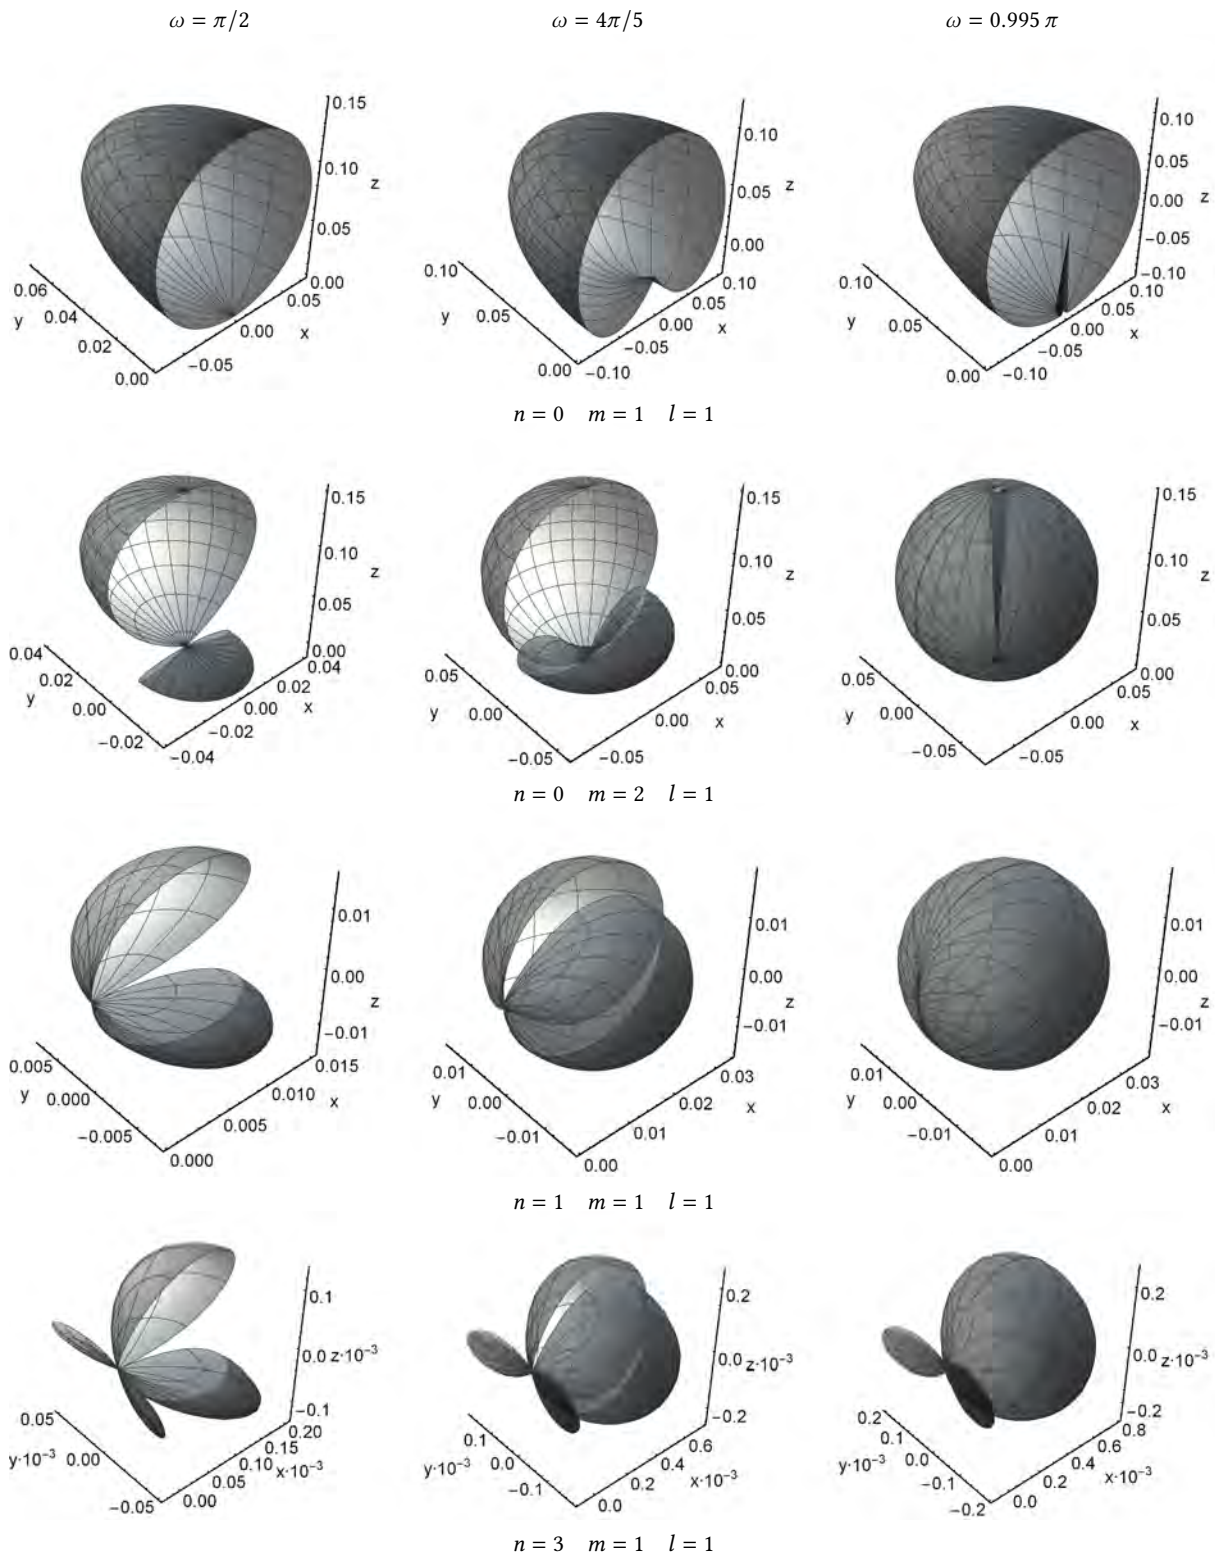 ω = π/2 ω = 4π/5 ω = 0.995 π
0.15 0.10 0.05 0.00 z
0.06 0.04 0.02 0.00 y
−0.05 0.00 0.05 x
0.10 0.05 0.00 z
0.10 0.05 0.00 y
−0.10 −0.05 0.00 0.05 0.10 x
0.10 0.05 0.00 −0.05 −0.10 z
0.10 0.05 0.00 y
−0.10 −0.05 0.00 0.05 0.10 x
n = 0 m = 1 l = 1
0.15 0.10 0.05 0.00 z
0.04 0.02 0.00 −0.02 y
−0.04 −0.02 0.00 0.02 0.04 x
0.15 0.10 0.05 0.00 z
0.05 0.00 −0.05 y
−0.05 0.00 0.05 x
0.15 0.10 0.05 0.00 z
0.05 0.00 −0.05 y
−0.05 0.00 0.05 x
n = 0 m = 2 l = 1
0.01 0.00 −0.01 z
0.005 0.000 −0.005 y
0.000 0.005 0.010 0.015 x
0.01 0.00 −0.01 z
0.01 0.00 −0.01 y
0.00 0.01 0.02 0.03 x
0.01 0.00 −0.01 z
0.01 0.00 −0.01 y
0.00 0.01 0.02 0.03 x
n = 1 m = 1 l = 1
0.1 0.0 −0.1 z·10⁻³
0.05 0.00 −0.05 y·10⁻³
0.00 0.05 0.10 0.15 0.20 x·10⁻³
0.2 0.0 −0.2 z·10⁻³
0.1 0.0 −0.1 y·10⁻³
0.0 0.2 0.4 0.6 x·10⁻³
0.2 0.0 −0.2 z·10⁻³
0.2 0.1 0.0 −0.1 −0.2 y·10⁻³
0.0 0.2 0.4 0.6 0.8 x·10⁻³
n = 3 m = 1 l = 1